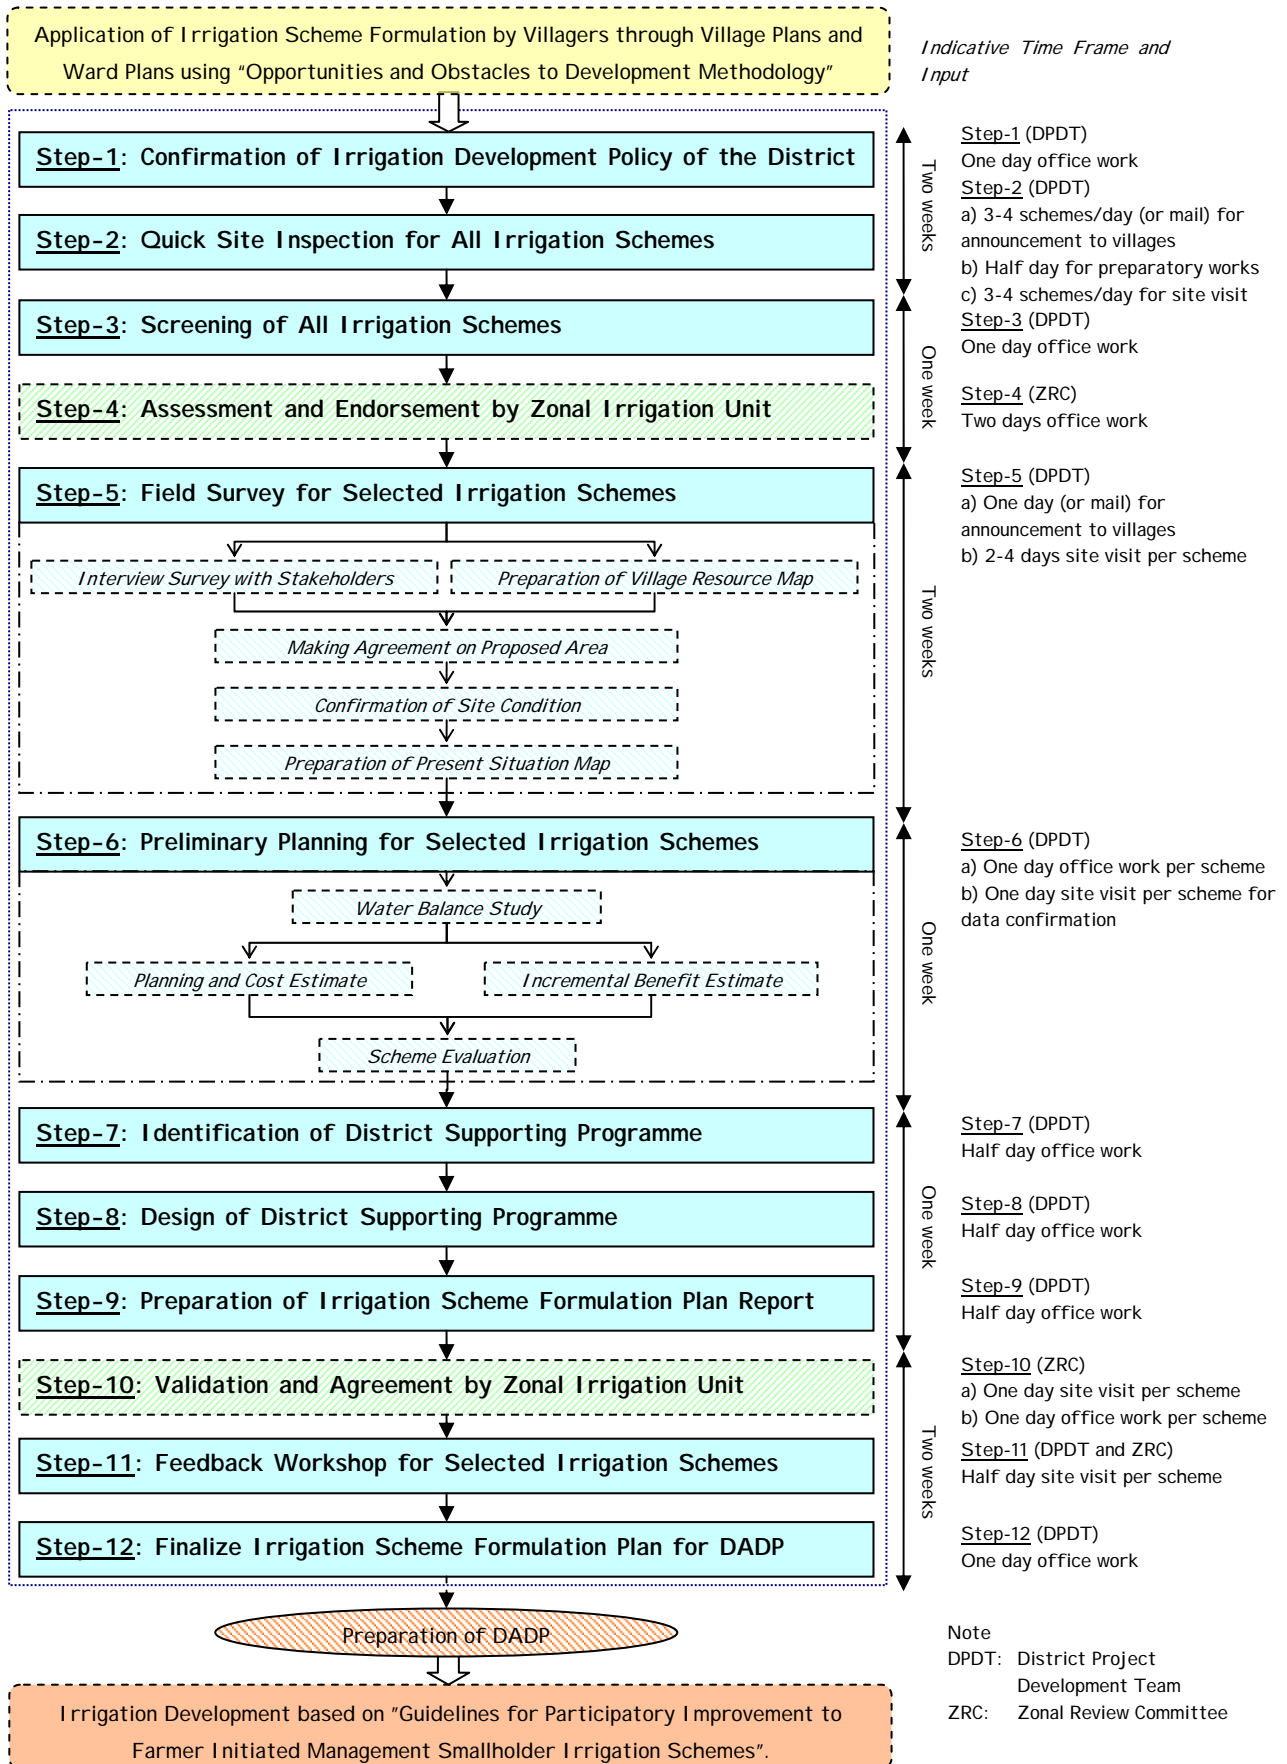 Application of Irrigation Scheme Formulation by Villagers through Village Plans and
Ward Plans using “Opportunities and Obstacles to Development Methodology”
Indicative Time Frame and
Input
Step-1: Confirmation of Irrigation Development Policy of the District
Step-2: Quick Site Inspection for All Irrigation Schemes
Two weeks
Step-1 (DPDT)
One day office work
Step-2 (DPDT)
a) 3-4 schemes/day (or mail) for
announcement to villages
b) Half day for preparatory works
c) 3-4 schemes/day for site visit
Step-3: Screening of All Irrigation Schemes
Step-4: Assessment and Endorsement by Zonal Irrigation Unit
One week
Step-3 (DPDT)
One day office work
Step-4 (ZRC)
Two days office work
Step-5: Field Survey for Selected Irrigation Schemes
Interview Survey with Stakeholders
Preparation of Village Resource Map
Making Agreement on Proposed Area
Confirmation of Site Condition
Preparation of Present Situation Map
Two weeks
Step-5 (DPDT)
a) One day (or mail) for
announcement to villages
b) 2-4 days site visit per scheme
Step-6: Preliminary Planning for Selected Irrigation Schemes
Water Balance Study
Planning and Cost Estimate
Incremental Benefit Estimate
Scheme Evaluation
One week
Step-6 (DPDT)
a) One day office work per scheme
b) One day site visit per scheme for
data confirmation
Step-7: Identification of District Supporting Programme
Step-8: Design of District Supporting Programme
Step-9: Preparation of Irrigation Scheme Formulation Plan Report
One week
Step-7 (DPDT)
Half day office work
Step-8 (DPDT)
Half day office work
Step-9 (DPDT)
Half day office work
Step-10: Validation and Agreement by Zonal Irrigation Unit
Step-11: Feedback Workshop for Selected Irrigation Schemes
Step-12: Finalize Irrigation Scheme Formulation Plan for DADP
Two weeks
Step-10 (ZRC)
a) One day site visit per scheme
b) One day office work per scheme
Step-11 (DPDT and ZRC)
Half day site visit per scheme
Step-12 (DPDT)
One day office work
Preparation of DADP
Irrigation Development based on ”Guidelines for Participatory Improvement to
Farmer Initiated Management Smallholder Irrigation Schemes”.
Note
DPDT: District Project
Development Team
ZRC: Zonal Review Committee